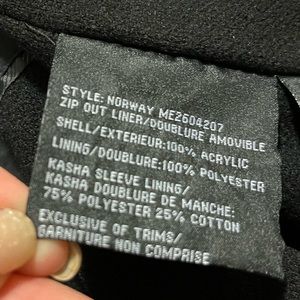 STYLE: NORWAY ME2604207
ZIP OUT LINER/DOUBLURE AMOVIBLE
SHELL/EXTERIEUR:100% ACRYLIC
LINING/DOUBLURE:100% POLYESTER
KASHA SLEEVE LINING/
KASHA DOUBLURE DE MANCHE:
75% POLYESTER 25% COTTON
EXCLUSIVE OF TRIMS/
GARNITURE NON COMPRISE